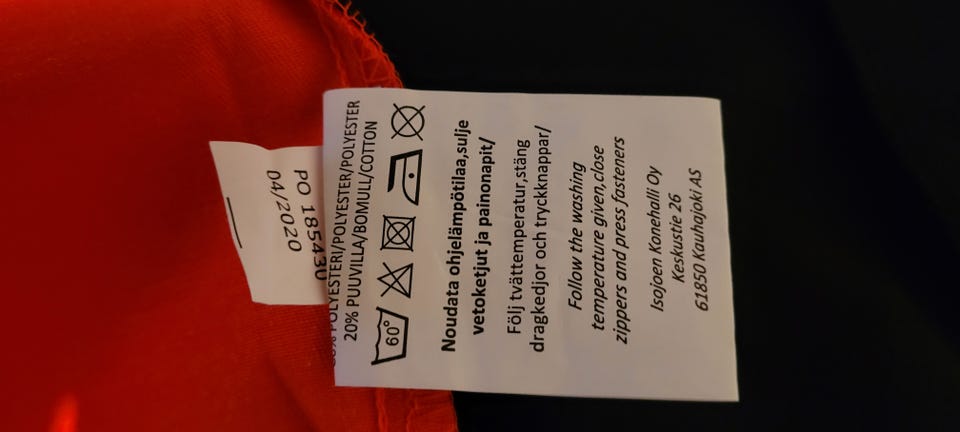 PO 185430
04/2020
POLYESTERI/POLYESTER/POLYESTER
20% PUUVILLA/BOMULL/COTTON
60°
Noudata ohjelämpötilaa,sulje
vetoketjut ja painonapit/
Följ tvättemperatur,stäng
dragkedjor och tryckknappar/
Follow the washing
temperature given,close
zippers and press fasteners
Isojoen Konehalli Oy
Keskustie 26
61850 Kauhajoki AS